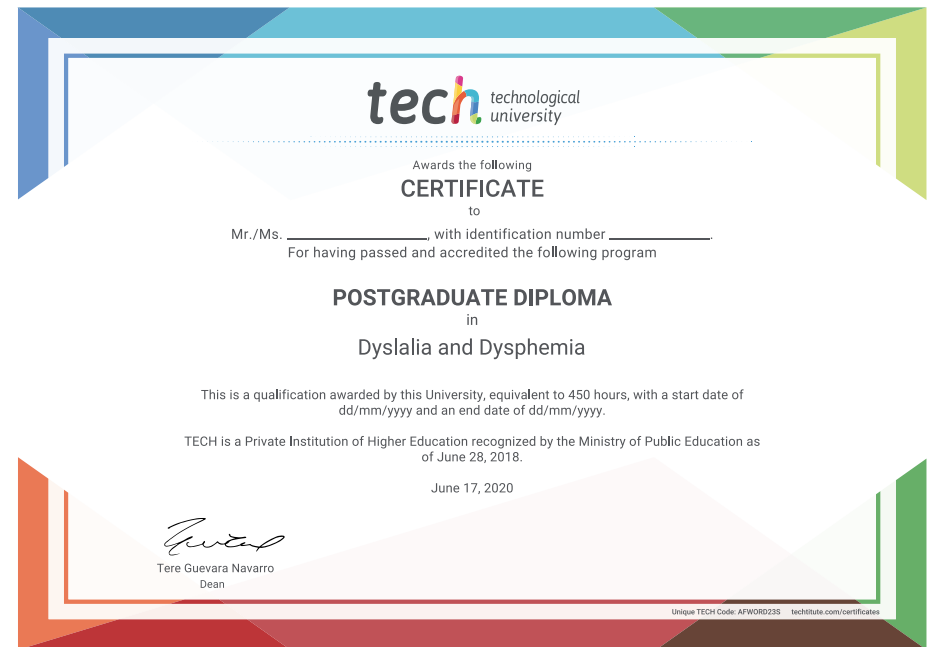 tech technological
university
Awards the following
CERTIFICATE
to
Mr./Ms. ____________________, with identification number ______________.
For having passed and accredited the following program
POSTGRADUATE DIPLOMA
in
Dyslalia and Dysphemia
This is a qualification awarded by this University, equivalent to 450 hours, with a start date of
dd/mm/yyyy and an end date of dd/mm/yyyy.
TECH is a Private Institution of Higher Education recognized by the Ministry of Public Education as
of June 28, 2018.
June 17, 2020
Tere Guevara Navarro
Dean
Unique TECH Code: AFWORD23S techtitute.com/certificates